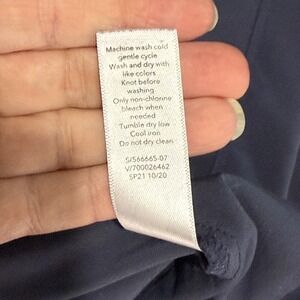 Machine wash cold
gentle cycle
Wash and dry with
like colors
Knot before
washing
Only non-chlorine
bleach when
needed
Tumble dry low
Cool iron
Do not dry clean
S/566665-07
V/700026462
SP21 10/20